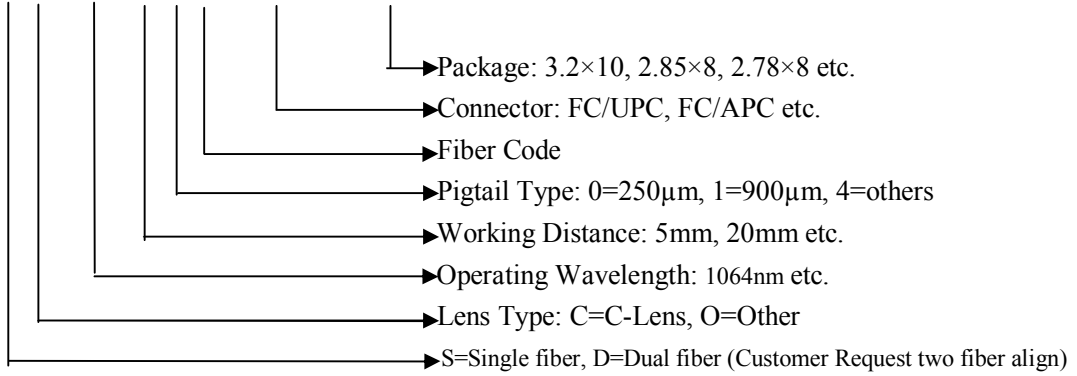 Package: 3.2×10, 2.85×8, 2.78×8 etc.
Connector: FC/UPC, FC/APC etc.
Fiber Code
Pigtail Type: 0=250µm, 1=900µm, 4=others
Working Distance: 5mm, 20mm etc.
Operating Wavelength: 1064nm etc.
Lens Type: C=C-Lens, O=Other
S=Single fiber, D=Dual fiber (Customer Request two fiber align)